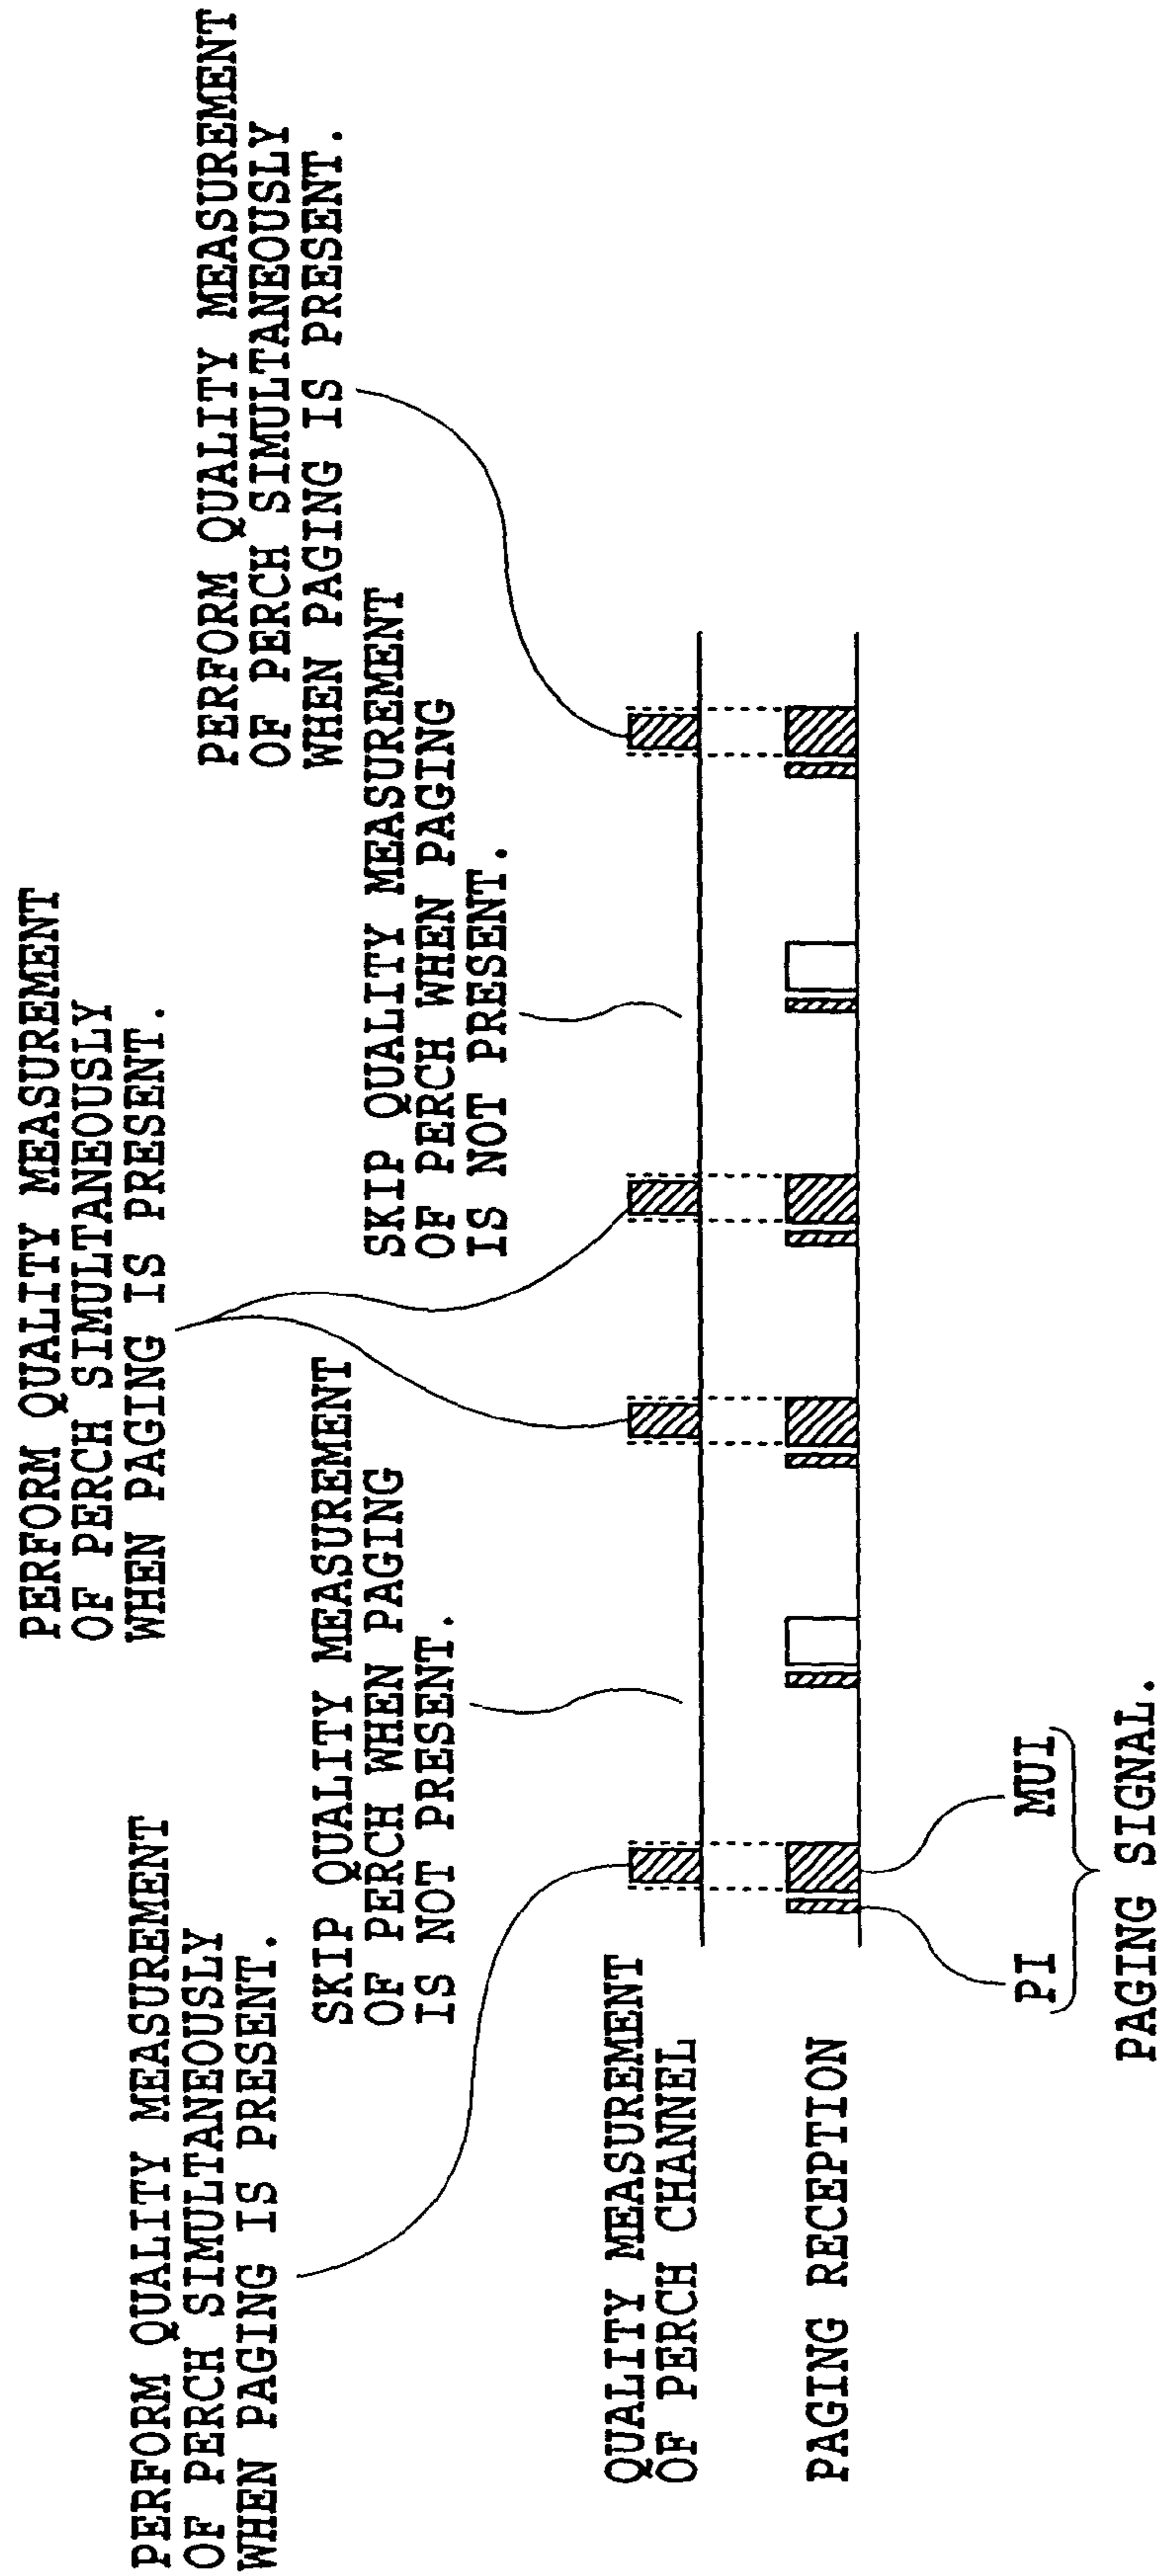 PERFORM QUALITY MEASUREMENT
OF PERCH SIMULTANEOUSLY
WHEN PAGING IS PRESENT.
PERFORM QUALITY MEASUREMENT
OF PERCH SIMULTANEOUSLY
WHEN PAGING IS PRESENT.
PERFORM QUALITY MEASUREMENT
OF PERCH SIMULTANEOUSLY
WHEN PAGING IS PRESENT.
SKIP QUALITY MEASUREMENT
OF PERCH WHEN PAGING
IS NOT PRESENT.
SKIP QUALITY MEASUREMENT
OF PERCH WHEN PAGING
IS NOT PRESENT.
QUALITY MEASUREMENT
OF PERCH CHANNEL
PAGING RECEPTION
PI
MUI
PAGING SIGNAL.